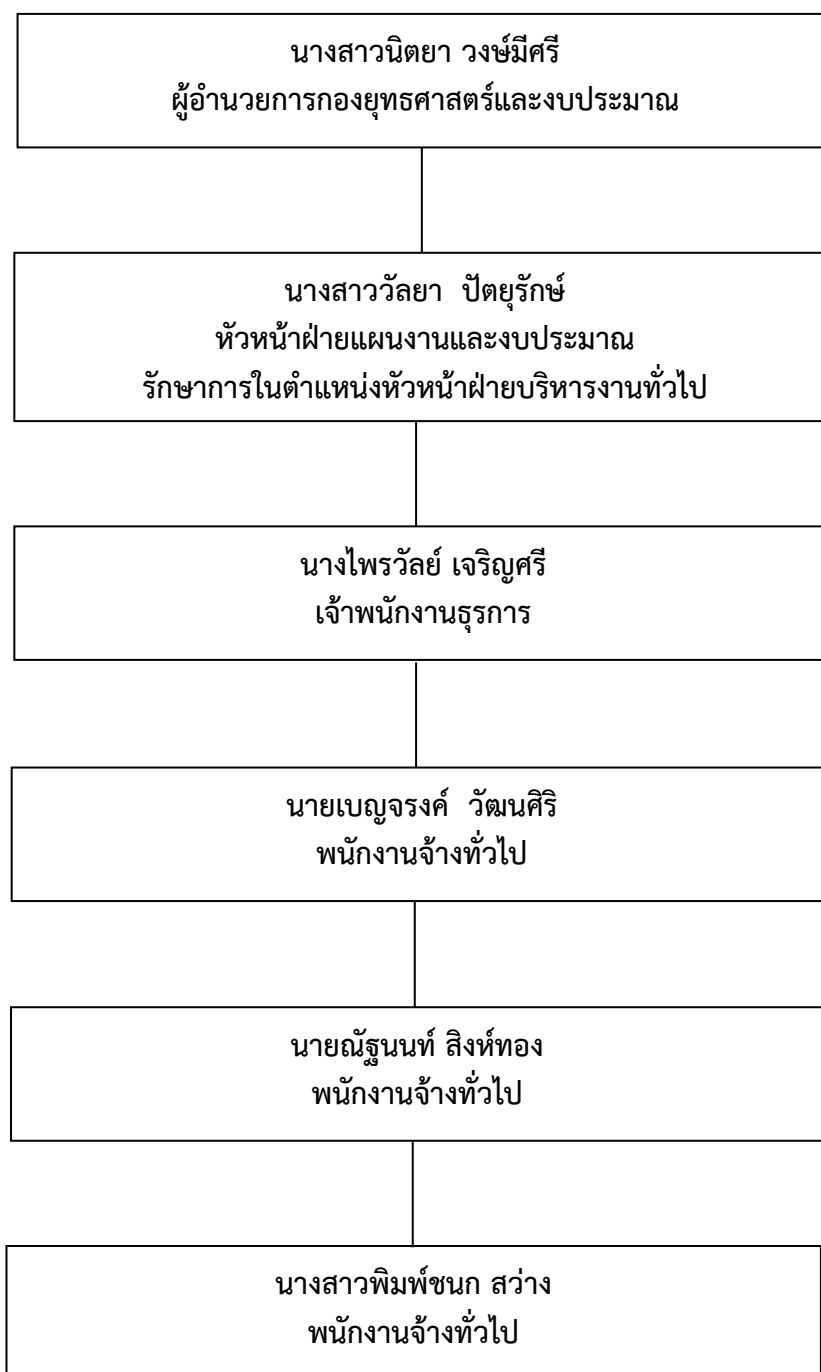 นางสาวนิตยา วงษ์มีศรี
ผู้อำนวยการกองยุทธศาสตร์และงบประมาณ
นางสาววัลยา ปัตยุรักษ์
หัวหน้าฝ่ายแผนงานและงบประมาณ
รักษาการในตำแหน่งหัวหน้าฝ่ายบริหารงานทั่วไป
นางไพรวัลย์ เจริญศรี
เจ้าพนักงานธุรการ
นายเบญจรงค์ วัฒนศิริ
พนักงานจ้างทั่วไป
นายณัฐนนท์ สิงห์ทอง
พนักงานจ้างทั่วไป
นางสาวพิมพ์ชนก สว่าง
พนักงานจ้างทั่วไป